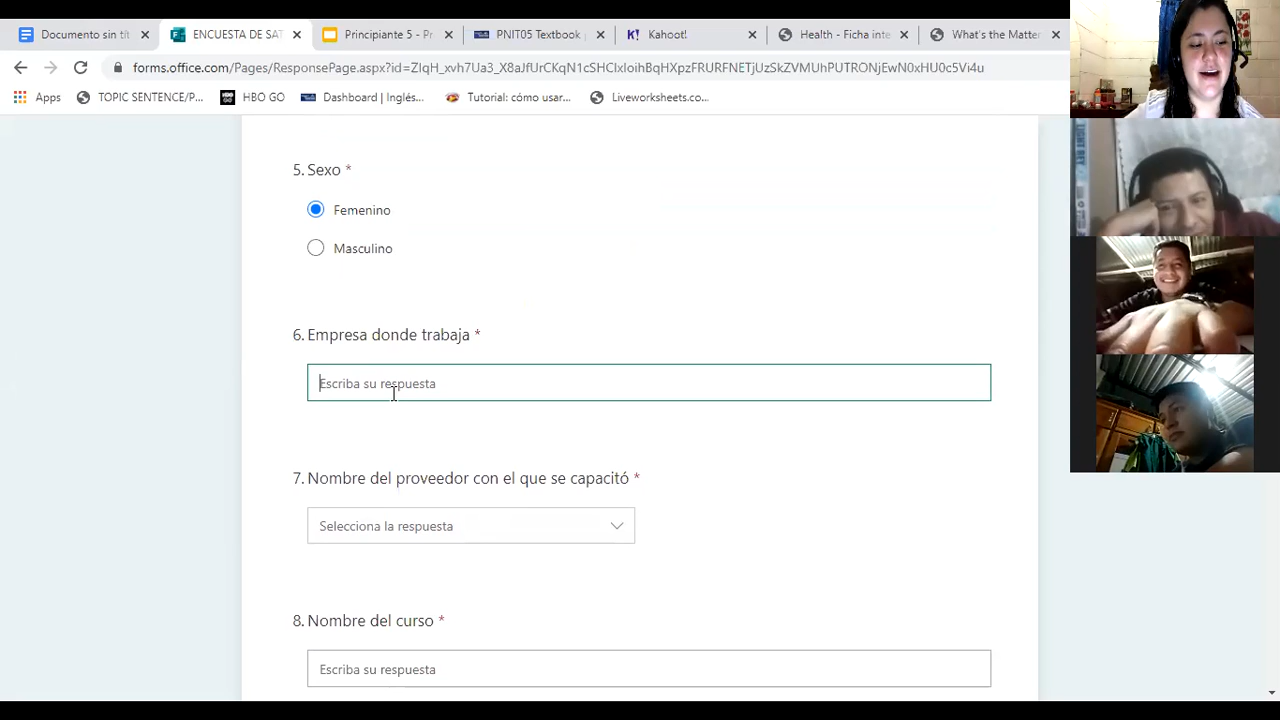 Documento sin tít
ENCUESTA DE SAT
Principiante 5 - Pr
PNIT05 Textbook
Kahoot!
Health - Ficha inte
What's the Matter
forms.office.com/Pages/ResponsePage.aspx?id=
Apps
TOPIC SENTENCE/P...
HBO GO
Dashboard | Inglés...
Tutorial: cómo usar...
Liveworksheets.co...
5. Sexo *
Femenino
Masculino
6. Empresa donde trabaja *
Escriba su respuesta
7. Nombre del proveedor con el que se capacitó *
Selecciona la respuesta
8. Nombre del curso *
Escriba su respuesta